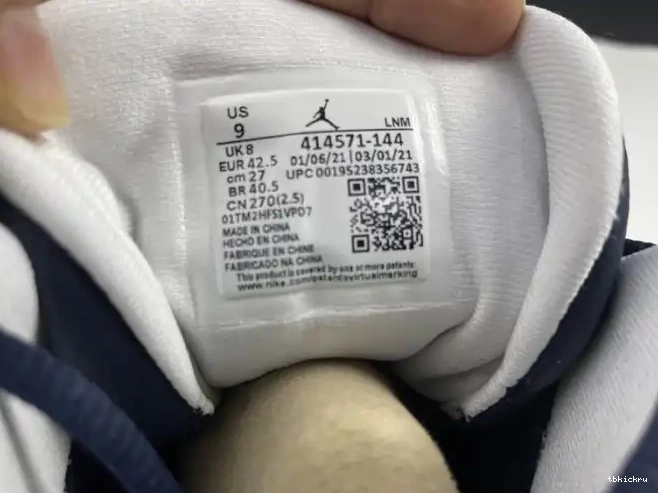 US
9
LNM
UK 8
414571-144
EUR 42.5
01/06/21 | 03/01/21
cm 27
UPC 00195238356743
BR 40.5
CN 270(2.5)
01TM2HFS1VPD7
MADE IN CHINA
HECHO EN CHINA
FABRIQUE EN CHINE
FABRICADO NA CHINA
This product is covered by one or more patents:
www.nike.com/patentsvirtualmarking
tbkickru